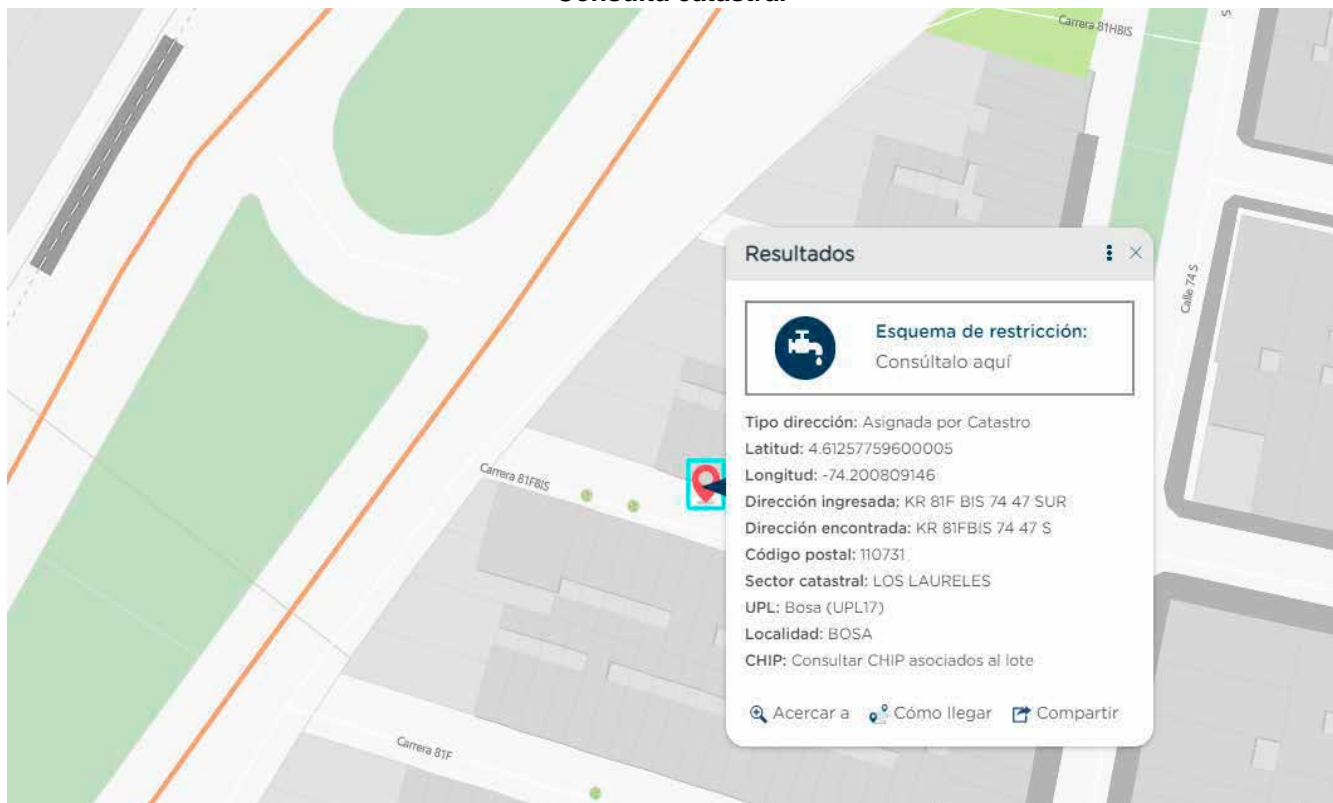 Consulta catastral
Carrera 81HBIS
S
Calle 74 S
Carrera 81FBIS
Carrera 81F
Resultados
Esquema de restricción:
Consúltalo aquí
Tipo dirección: Asignada por Catastro
Latitud: 4.61257759600005
Longitud: -74.200809146
Dirección ingresada: KR 81F BIS 74 47 SUR
Dirección encontrada: KR 81FBIS 74 47 S
Código postal: 110731
Sector catastral: LOS LAURELES
UPL: Bosa (UPL17)
Localidad: BOSA
CHIP: Consultar CHIP asociados al lote
Acercar a Cómo llegar Compartir